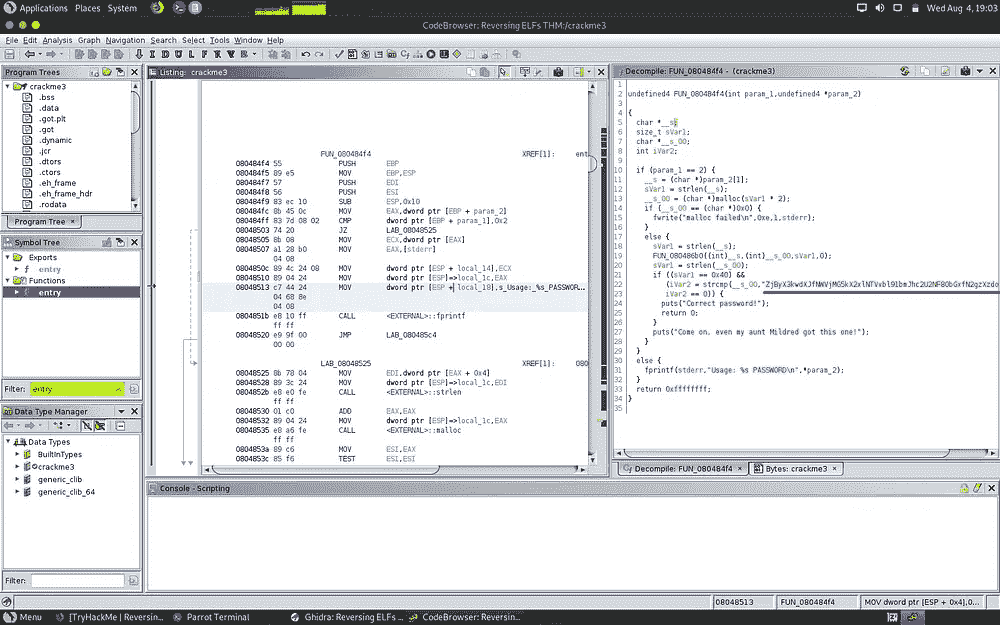 Applications Places System
Wed Aug 4, 19:03
CodeBrowser: Reversing ELFs THM:/crackme3
File Edit Analysis Graph Navigation Search Select Tools Window Help
I D U L F R V B
Program Trees
crackme3
.bss
.data
.got.plt
.got
.dynamic
.jcr
.dtors
.ctors
.eh_frame
.eh_frame_hdr
.rodata
Program Tree ×
Symbol Tree
Exports
f entry
Functions
f entry
Filter: entry
Data Type Manager
Data Types
BuiltInTypes
crackme3
generic_clib
generic_clib_64
Filter:
Listing: crackme3
FUN_080484f4 XREF[1]: ent
080484f4 55 PUSH EBP
080484f5 89 e5 MOV EBP,ESP
080484f7 57 PUSH EDI
080484f8 56 PUSH ESI
080484f9 83 ec 10 SUB ESP,0x10
080484fc 8b 45 0c MOV EAX,dword ptr [EBP + param_2]
080484ff 83 7d 08 02 CMP dword ptr [EBP + param_1],0x2
08048503 74 20 JZ LAB_08048525
08048505 8b 08 MOV ECX,dword ptr [EAX]
08048507 a1 28 b0 MOV EAX,[stderr]
04 08
0804850c 89 4c 24 08 MOV dword ptr [ESP + local_14],ECX
08048510 89 04 24 MOV dword ptr [ESP]=>local_1c,EAX
08048513 c7 44 24 MOV dword ptr [ESP + local_18],s_Usage:_%s_PASSWOR...
04 68 8e
04 08
0804851b e8 10 ff CALL <EXTERNAL>::fprintf
ff ff
08048520 e9 9f 00 JMP LAB_080485c4
00 00
LAB_08048525 XREF[1]: 080
08048525 8b 78 04 MOV EDI,dword ptr [EAX + 0x4]
08048528 89 3c 24 MOV dword ptr [ESP]=>local_1c,EDI
0804852b e8 e0 fe CALL <EXTERNAL>::strlen
ff ff
08048530 01 c0 ADD EAX,EAX
08048532 89 04 24 MOV dword ptr [ESP]=>local_1c,EAX
08048535 e8 a6 fe CALL <EXTERNAL>::malloc
ff ff
0804853a 89 c6 MOV ESI,EAX
0804853c 85 f6 TEST ESI,ESI
Decompile: FUN_080484f4 - (crackme3)
1
2 undefined4 FUN_080484f4(int param_1,undefined4 *param_2)
3
4 {
5 char *__s;
6 size_t sVar1;
7 char *__s_00;
8 int iVar2;
9
10 if (param_1 == 2) {
11 __s = (char *)param_2[1];
12 sVar1 = strlen(__s);
13 __s_00 = (char *)malloc(sVar1 * 2);
14 if (__s_00 == (char *)0x0) {
15 fwrite("malloc failed\n",0xe,1,stderr);
16 }
17 else {
18 sVar1 = strlen(__s);
19 FUN_080486b0((int)__s,(int)__s_00,sVar1,0);
20 sVar1 = strlen(__s_00);
21 if ((sVar1 == 0x40) &&
22 (iVar2 = strcmp(__s_00,
23 iVar2 == 0)) {
24 puts("Correct password!");
25 return 0;
26 }
27 puts("Come on, even my aunt Mildred got this one!");
28 }
29 }
30 else {
31 fprintf(stderr,"Usage: %s PASSWORD\n",*param_2);
32 }
33 return 0xffffffff;
34 }
35
Decompile: FUN_080484f4 × Bytes: crackme3 ×
Console - Scripting
08048513 FUN_080484f4 MOV dword ptr [ESP + 0x4],0...
Menu [TryHackMe | Reversin... Parrot Terminal Ghidra: Reversing ELFs ... CodeBrowser: Reversin...